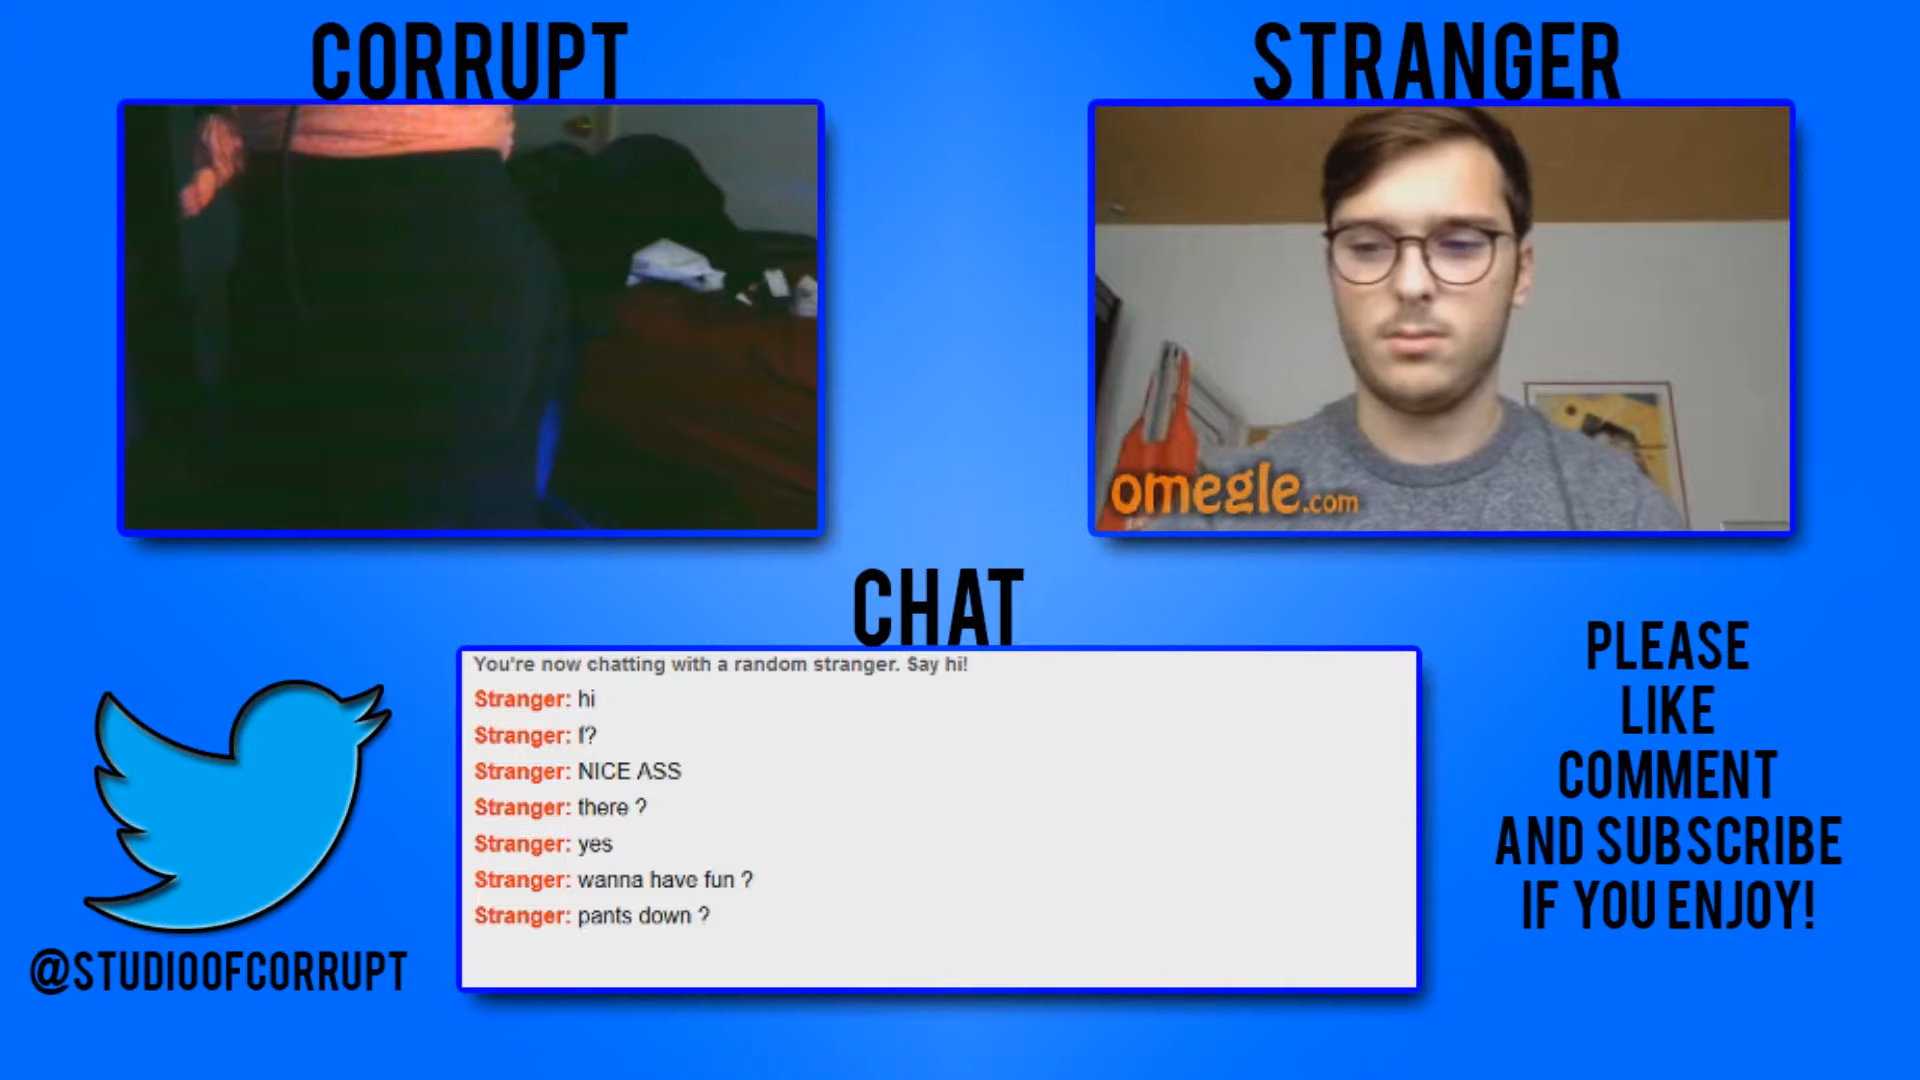 CORRUPT
STRANGER
omegle.com
CHAT
You're now chatting with a random stranger. Say hi!
Stranger: hi
Stranger: f?
Stranger: NICE ASS
Stranger: there ?
Stranger: yes
Stranger: wanna have fun ?
Stranger: pants down ?
@STUDIOOFCORRUPT
PLEASE
LIKE
COMMENT
AND SUBSCRIBE
IF YOU ENJOY!